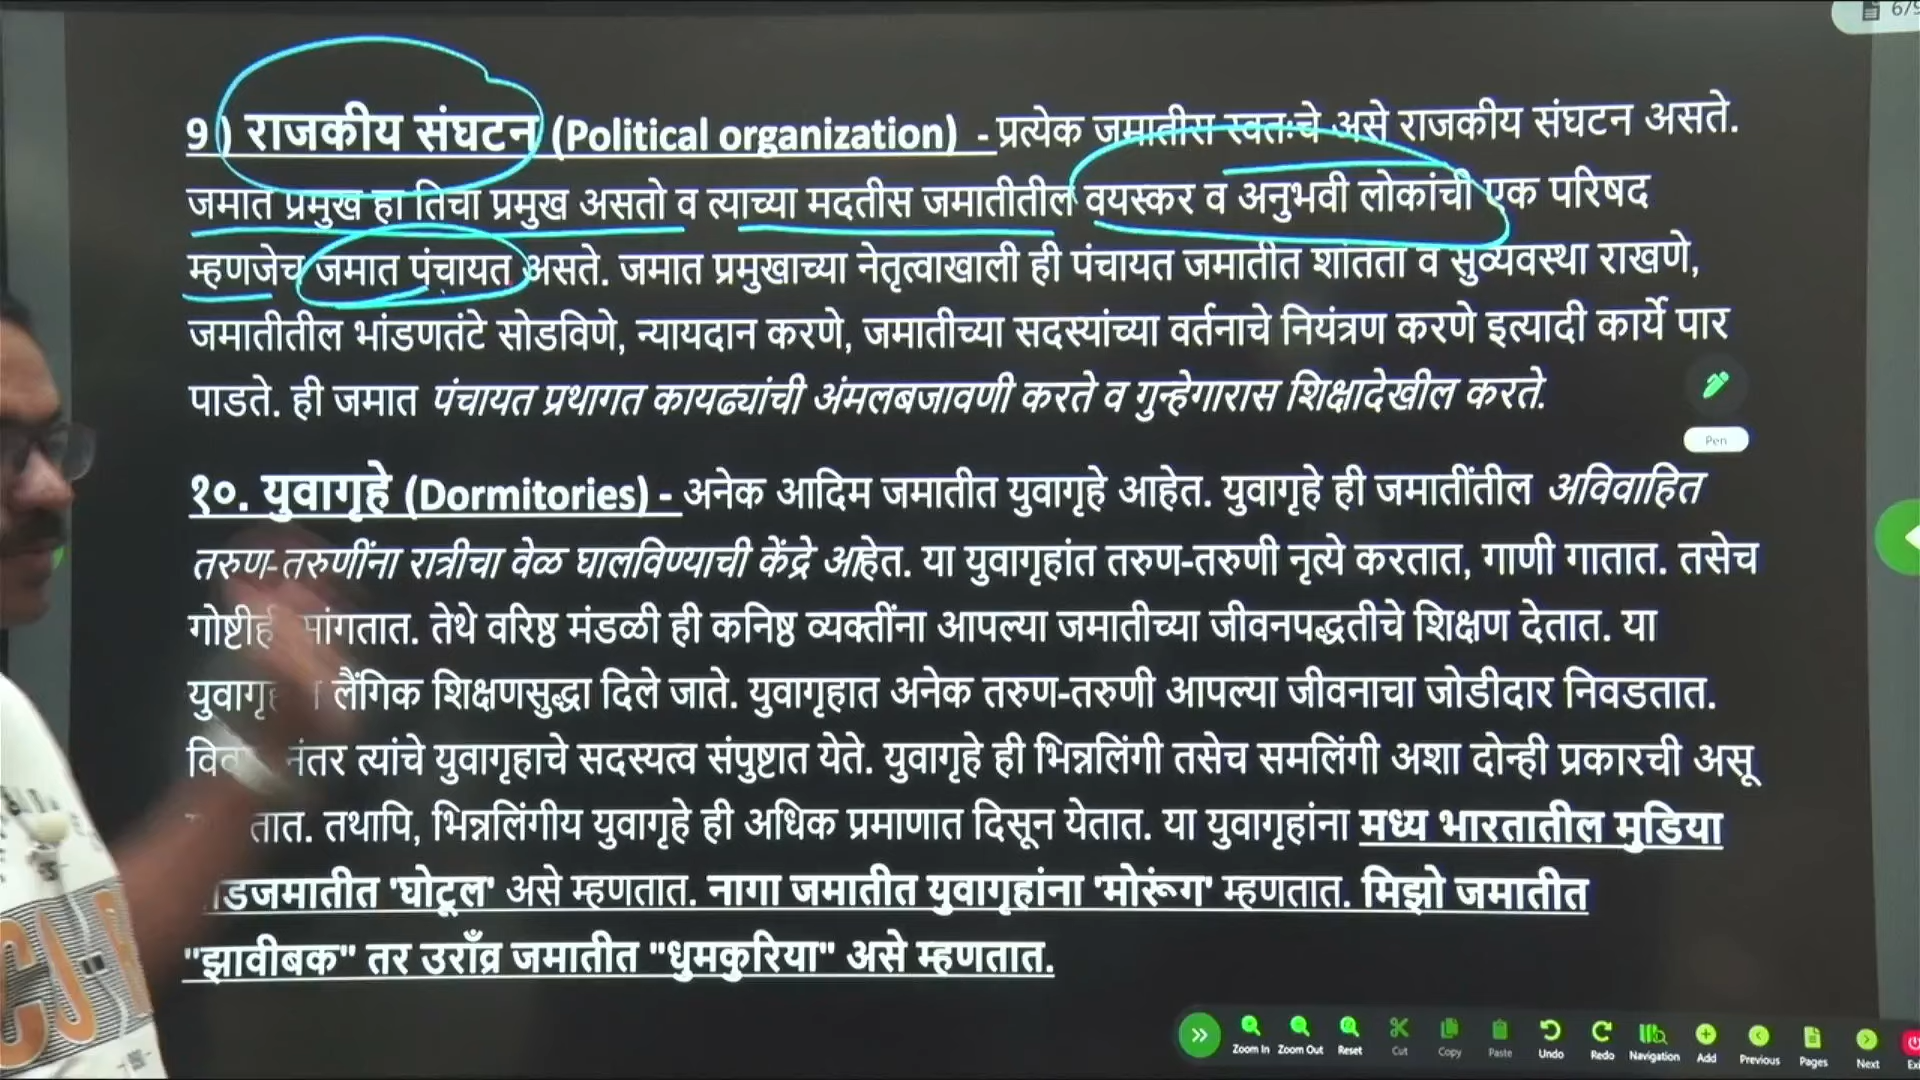 6/9
9) राजकीय संघटन (Political organization) - प्रत्येक जमातीस स्वतःचे असे राजकीय संघटन असते.
जमात प्रमुख हा तिचा प्रमुख असतो व त्याच्या मदतीस जमातीतील वयस्कर व अनुभवी लोकांची एक परिषद
म्हणजेच जमात पंचायत असते. जमात प्रमुखाच्या नेतृत्वाखाली ही पंचायत जमातीत शांतता व सुव्यवस्था राखणे,
जमातीतील भांडणतंटे सोडविणे, न्यायदान करणे, जमातीच्या सदस्यांच्या वर्तनाचे नियंत्रण करणे इत्यादी कार्ये पार
पाडते. ही जमात पंचायत प्रथागत कायद्यांची अंमलबजावणी करते व गुन्हेगारास शिक्षादेखील करते.
Pen
१०. युवागृहे (Dormitories) - अनेक आदिम जमातीत युवागृहे आहेत. युवागृहे ही जमातींतील अविवाहित
तरुण-तरुणींना रात्रीचा वेळ घालविण्याची केंद्रे आहेत. या युवागृहांत तरुण-तरुणी नृत्ये करतात, गाणी गातात. तसेच
सांगतात. तेथे वरिष्ठ मंडळी ही कनिष्ठ व्यक्तींना आपल्या जमातीच्या जीवनपद्धतीचे शिक्षण देतात. या
लैंगिक शिक्षणसुद्धा दिले जाते. युवागृहात अनेक तरुण-तरुणी आपल्या जीवनाचा जोडीदार निवडतात.
त्यांचे युवागृहाचे सदस्यत्व संपुष्टात येते. युवागृहे ही भिन्नलिंगी तसेच समलिंगी अशा दोन्ही प्रकारची असू
तथापि, भिन्नलिंगीय युवागृहे ही अधिक प्रमाणात दिसून येतात. या युवागृहांना मध्य भारतातील मुडिया
'घोटूल' असे म्हणतात. नागा जमातीत युवागृहांना 'मोरूंग' म्हणतात. मिझो जमातीत
"झावीबक" तर उराँव्र जमातीत "धुमकुरिया" असे म्हणतात.
Zoom In Zoom Out Reset Cut Copy Paste Undo Redo Navigation Add Previous Pages Next